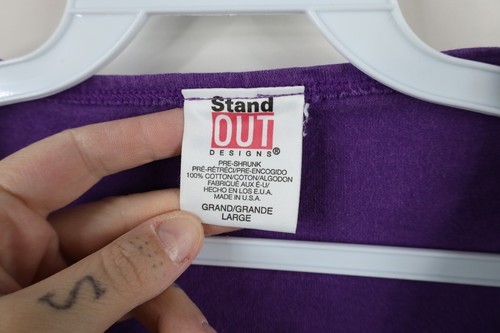 Stand
OUT
DESIGNS®
PRE-SHRUNK
PRÉ-RÉTRÉCI/PRE-ENCOGIDO
100% COTTON/COTON/ALGODON
FABRIQUÉ AUX E-U/
HECHO EN LOS E.U.A.
MADE IN U.S.A.
GRAND/GRANDE
LARGE
S